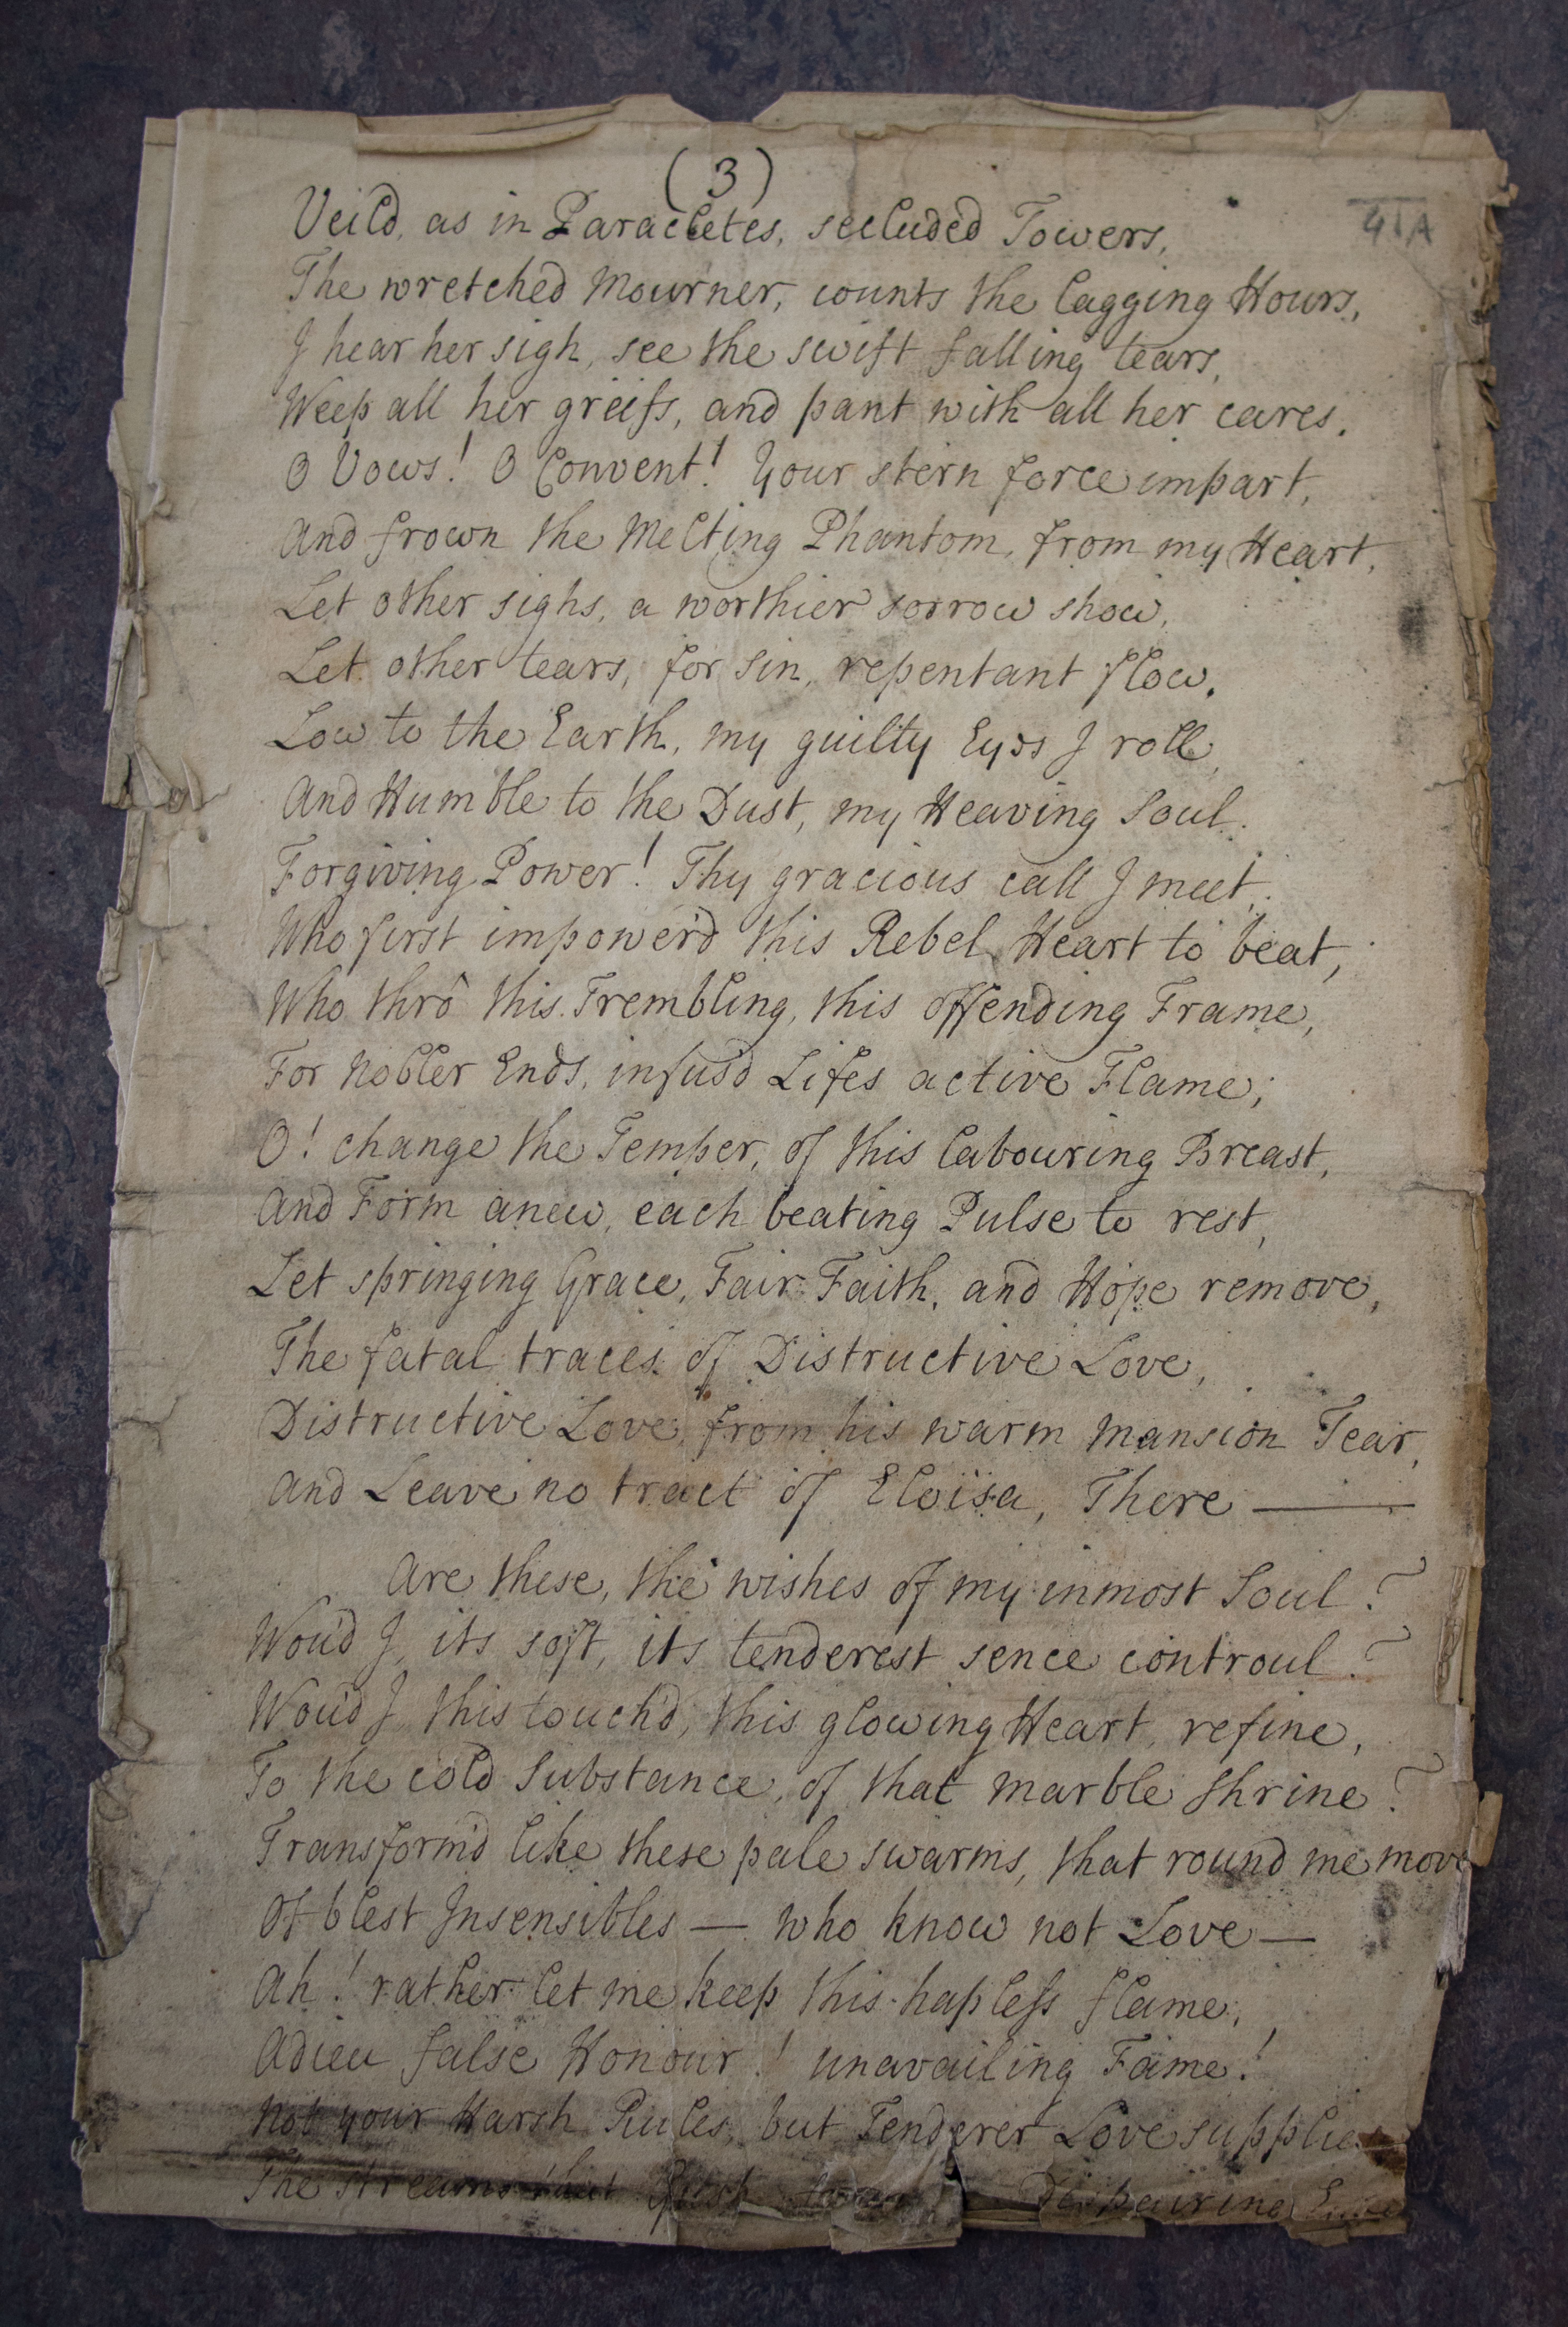 (3)
41A
Veild, as in Paracletes, secluded Towers,
The wretched Mourner, counts the lagging Hours,
I hear her sigh, see the swift falling tears,
Weep all her greifs, and pant with all her cares.
O Vows! O Convent! Your stern force impart,
And frown the Melting Phantom, from my Heart,
Let other sighs, a worthier sorrow show,
Let other tears, for sin, repentant flow.
Low to the Earth, my guilty Eyes I roll,
And Humble to the Dust, my Heaving Soul.
Forgiving Power! Thy gracious call I meet,
Who first impower'd this Rebel Heart to beat,
Who thrô this Trembling, this offending Frame,
For Nobler Ends, infus'd Lifes active Flame;
O! change the Temper, of this labouring Breast,
And Form anew, each beating Pulse to rest,
Let springing Grace, Fair Faith, and Hope remove,
The fatal traces of Distructive Love,
Distructive Love, from his warm Mansion Tear,
And Leave no tract of Eloïsa, There —
Are these, the wishes of my inmost Soul?
Wou'd I, its soft, its tenderest sence controul?
Wou'd I, this touch'd, this glowing Heart, refine,
To the cold Substance, of that Marble Shrine?
Transform'd like these pale swarms, that round me move
Of blest Insensibles — who know not Love —
Ah! rather let me keep this hapless flame,
Adieu false Honour! unavailing Fame!
Not your Harsh Rules, but Tenderer Love supplies
The streams that gush from Despairing